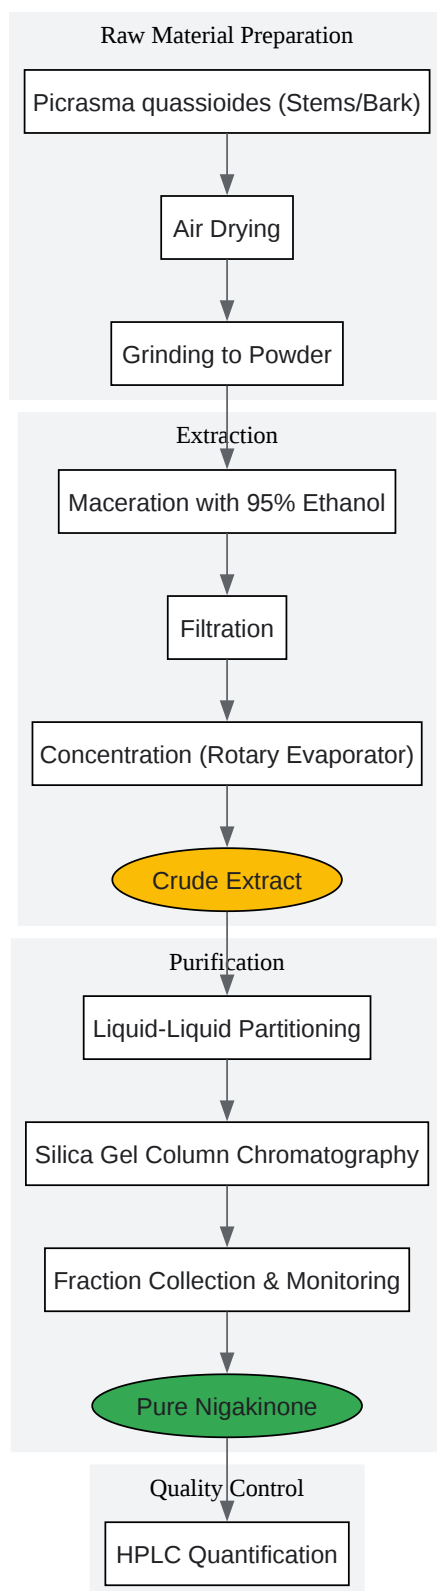 Raw Material Preparation
Picrasma quassioides (Stems/Bark)
Air Drying
Grinding to Powder
Extraction
Maceration with 95% Ethanol
Filtration
Concentration (Rotary Evaporator)
Crude Extract
Purification
Liquid-Liquid Partitioning
Silica Gel Column Chromatography
Fraction Collection & Monitoring
Pure Nigakinone
Quality Control
HPLC Quantification